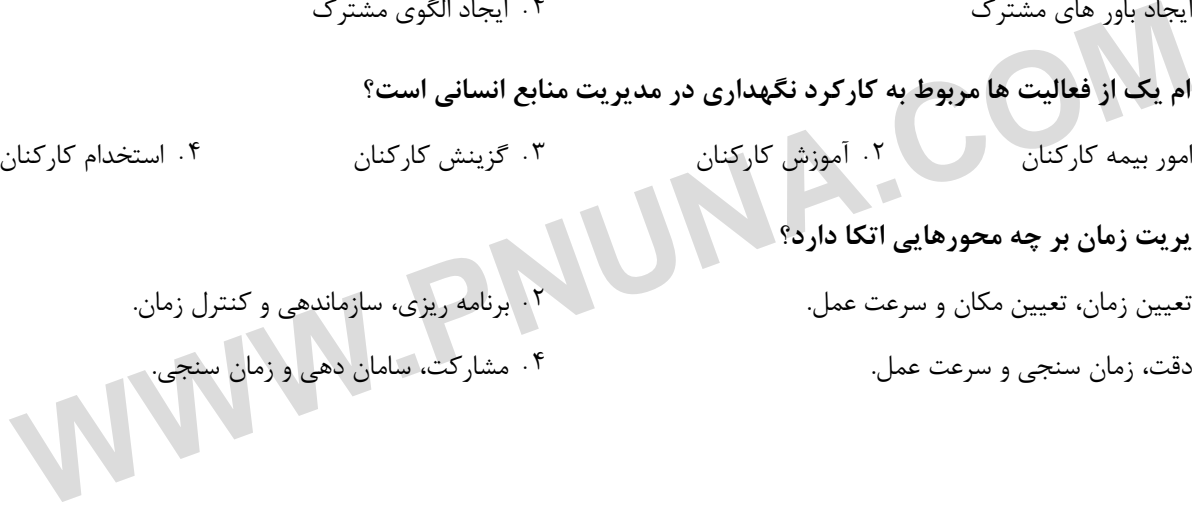 ایجاد باور های مشترک ۴. ایجاد الگوی مشترک
ام یک از فعالیت ها مربوط به کارکرد نگهداری در مدیریت منابع انسانی است؟
امور بیمه کارکنان ۲. آموزش کارکنان ۳. گزینش کارکنان ۴. استخدام کارکنان
یریت زمان بر چه محورهایی اتکا دارد؟
تعیین زمان، تعیین مکان و سرعت عمل. ۲. برنامه ریزی، سازماندهی و کنترل زمان.
دقت، زمان سنجی و سرعت عمل. ۴. مشارکت، سامان دهی و زمان سنجی.
WWW.PNUNA.COM